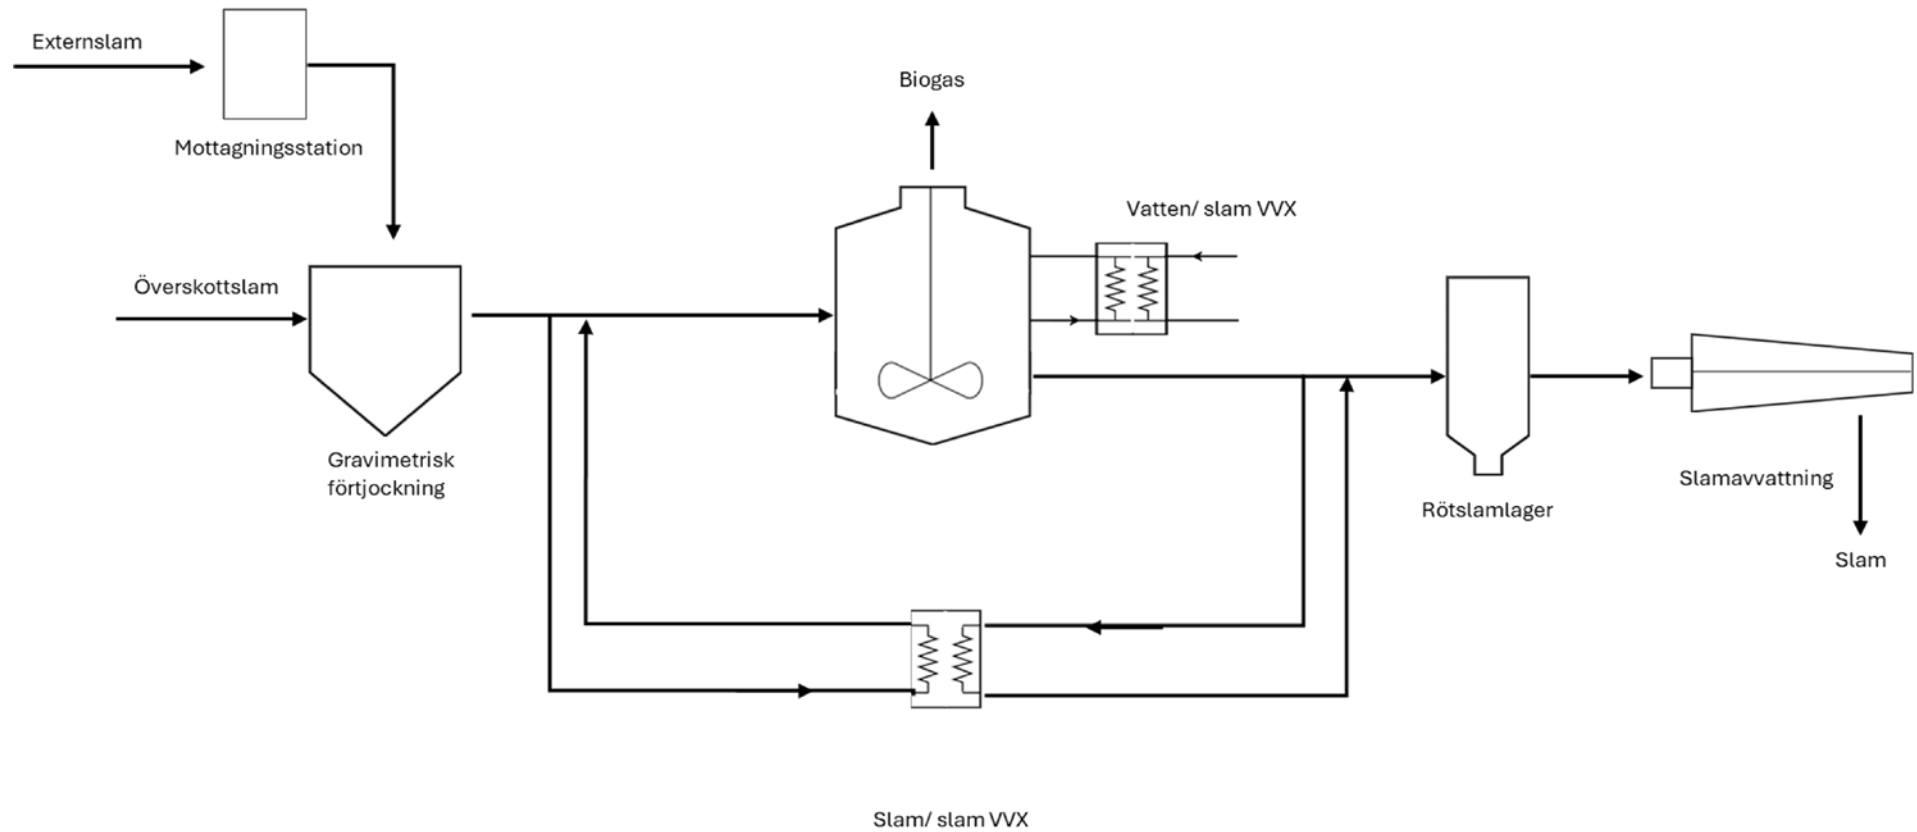 Externslam
Mottagningsstation
Biogas
Vatten/ slam VVX
Överskottslam
Gravimetrisk
förtjockning
Rötslamlager
Slamavvattning
Slam
Slam/ slam VVX